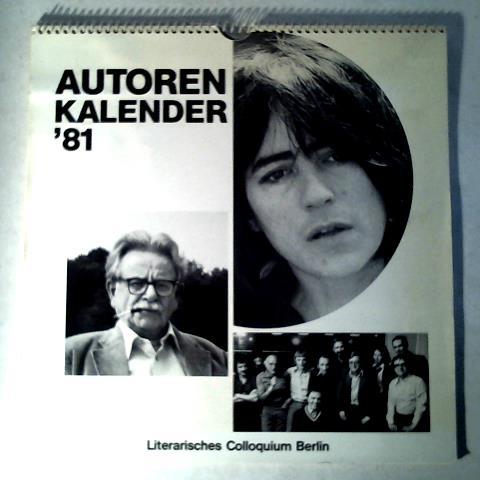 AUTOREN
KALENDER
'81
Literarisches Colloquium Berlin